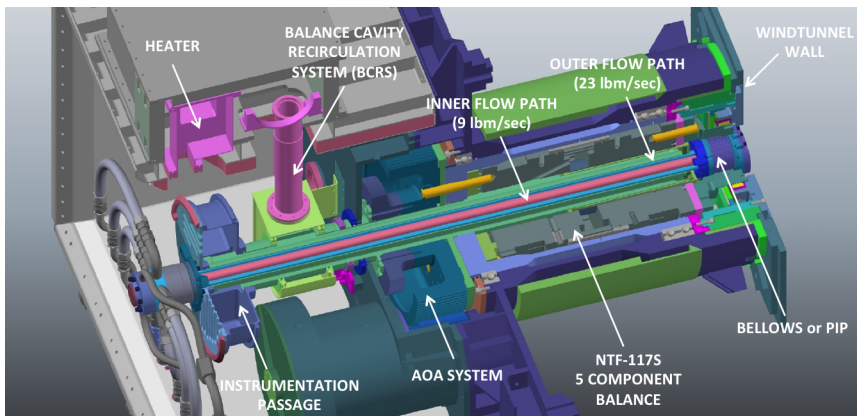 HEATER
BALANCE CAVITY
RECIRCULATION
SYSTEM (BCRS)
OUTER FLOW PATH
(23 lbm/sec)
WINDTUNNEL
WALL
INNER FLOW PATH
(9 lbm/sec)
BELLOWS or PIP
NTF-117S
5 COMPONENT
BALANCE
AOA SYSTEM
INSTRUMENTATION
PASSAGE